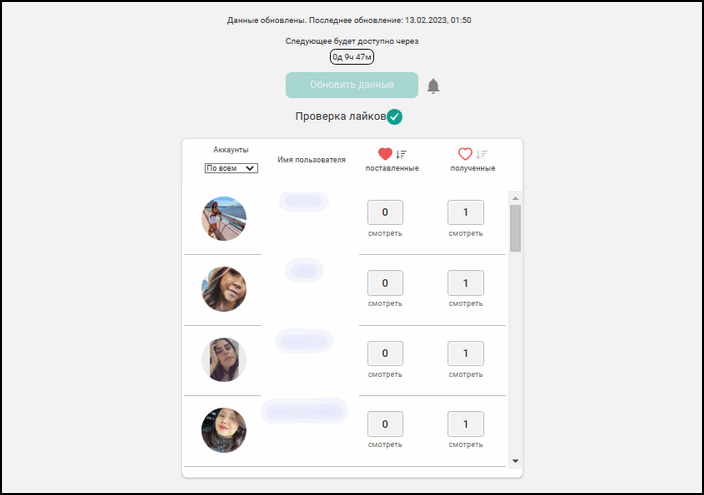 Данные обновлены. Последнее обновление: 13.02.2023, 01:50
Следующее будет доступно через
0д 9ч 47м
Обновить данные
Проверка лайков
Аккаунты
По всем
Имя пользователя
поставленные
полученные
0
1
смотреть
смотреть
0
1
смотреть
смотреть
0
1
смотреть
смотреть
0
1
смотреть
смотреть